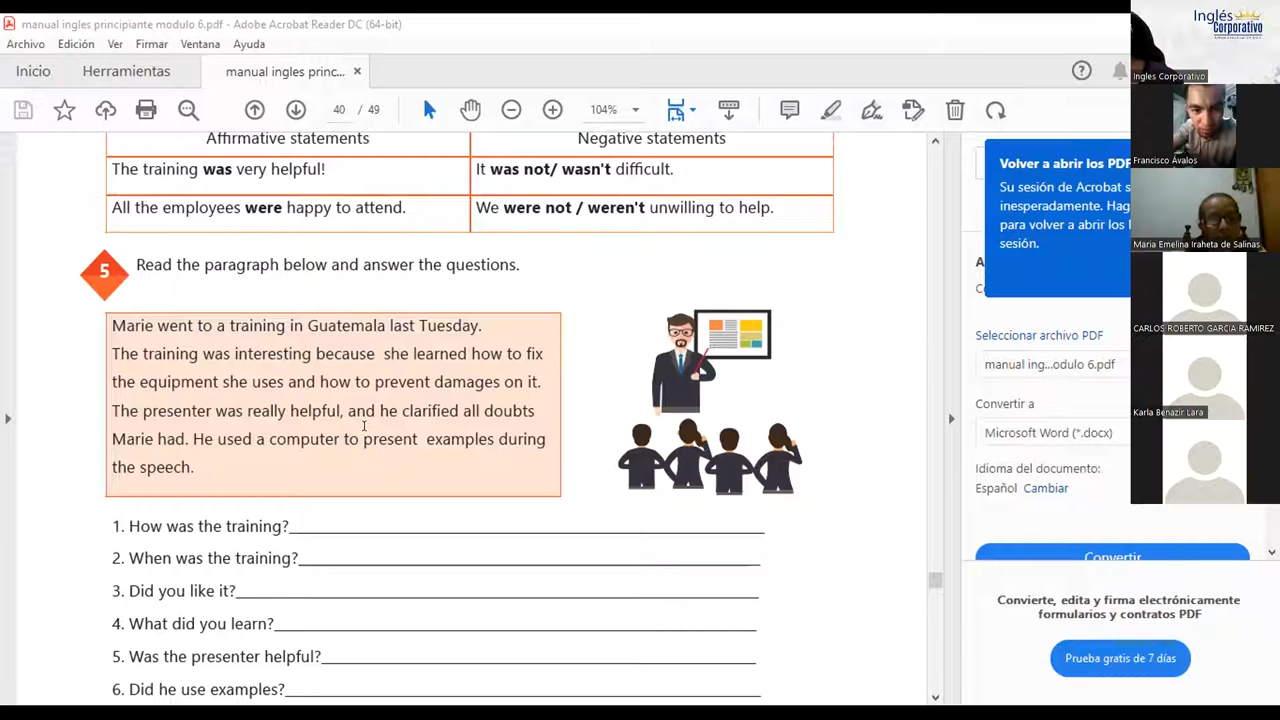 manual ingles principiante modulo 6.pdf - Adobe Acrobat Reader DC (64-bit)
Archivo Edición Ver Firmar Ventana Ayuda
Inicio Herramientas manual ingles princ... ×
40 / 49 104%
Affirmative statements Negative statements
The training was very helpful! It was not/ wasn't difficult.
All the employees were happy to attend. We were not / weren't unwilling to help.
5 Read the paragraph below and answer the questions.
Marie went to a training in Guatemala last Tuesday.
The training was interesting because she learned how to fix
the equipment she uses and how to prevent damages on it.
The presenter was really helpful, and he clarified all doubts
Marie had. He used a computer to present examples during
the speech.
1. How was the training?
2. When was the training?
3. Did you like it?
4. What did you learn?
5. Was the presenter helpful?
6. Did he use examples?
Volver a abrir los PDF
Su sesión de Acrobat s
inesperadamente. Hag
para volver a abrir los
sesión.
Seleccionar archivo PDF
manual ing...odulo 6.pdf
Convertir a
Microsoft Word (*.docx)
Idioma del documento:
Español Cambiar
Convertir
Convierte, edita y firma electrónicamente
formularios y contratos PDF
Prueba gratis de 7 días
Inglés
Corporativo
Ingles Corporativo
Francisco Ávalos
Maria Emelina Iraheta de Salinas
CARLOS ROBERTO GARCIA RAMIREZ
Karla Benazir Lara